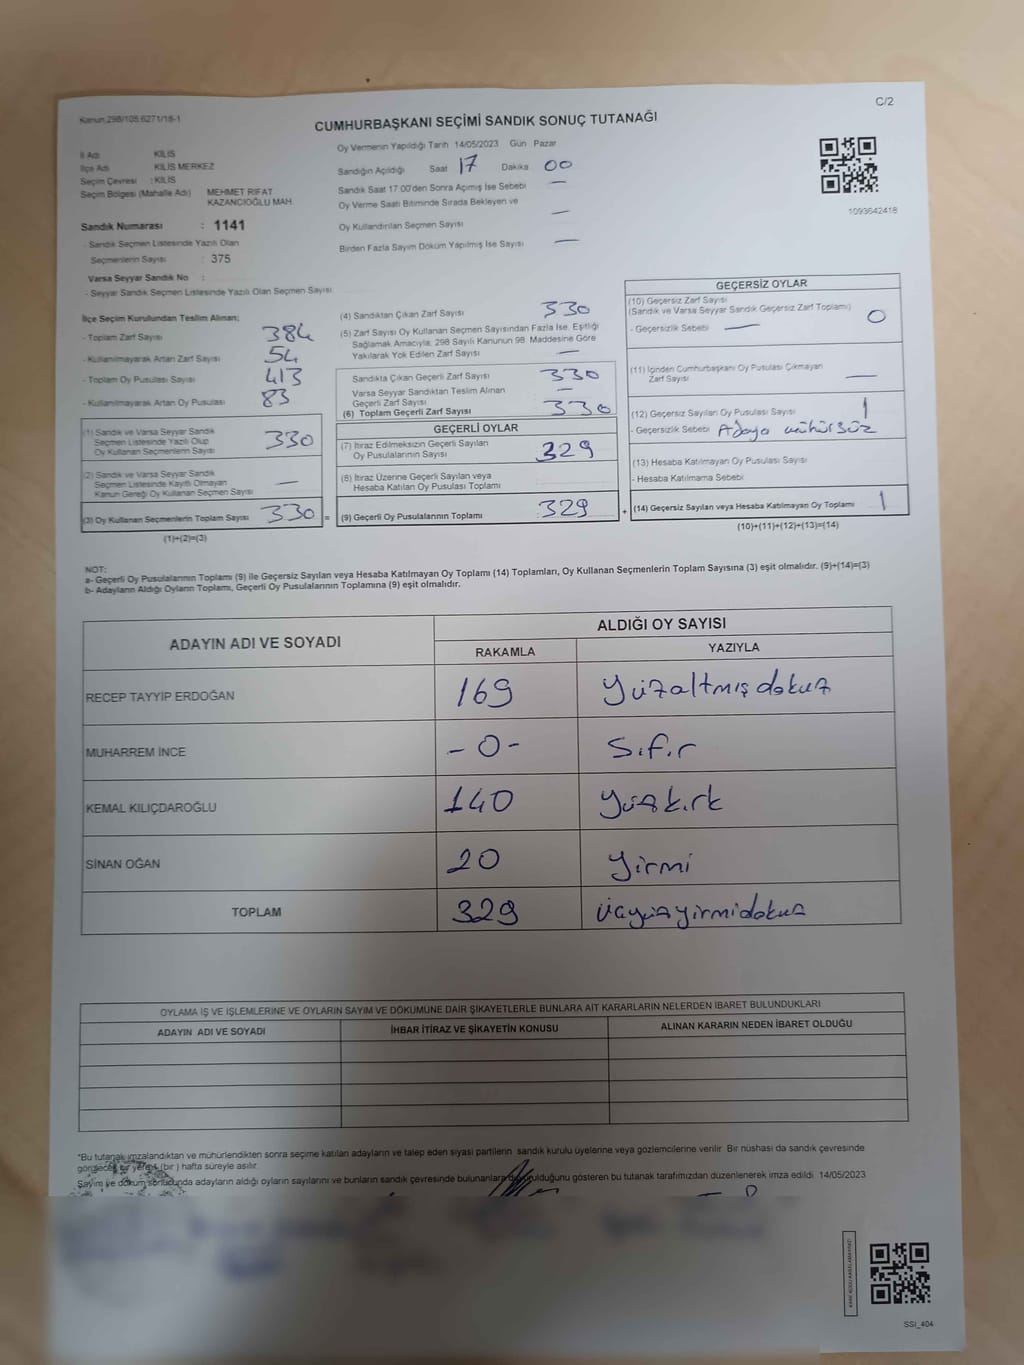 C/2
Kanun.298/105.6271/18-1
CUMHURBAŞKANI SEÇİMİ SANDIK SONUÇ TUTANAĞI
İl Adı KİLİS
İlçe Adı KİLİS MERKEZ
Seçim Çevresi : KİLİS
Seçim Bölgesi (Mahalle Adı) MEHMET RIFAT KAZANCIOĞLU MAH.
Sandık Numarası : 1141
- Sandık Seçmen Listesinde Yazılı Olan
Seçmenlerin Sayısı : 375
Varsa Seyyar Sandık No :
- Seyyar Sandık Seçmen Listesinde Yazılı Olan Seçmen Sayısı
Oy Vermenin Yapıldığı Tarih 14/05/2023 Gün Pazar
Sandığın Açıldığı Saat 17 Dakika 00
Sandık Saat 17:00'den Sonra Açımış İse Sebebi —
Oy Verme Saati Bitiminde Sırada Bekleyen ve
Oy Kullandırılan Seçmen Sayısı —
Birden Fazla Sayım Döküm Yapılmış İse Sayısı —
1093642418
İlçe Seçim Kurulundan Teslim Alınan;
- Toplam Zarf Sayısı 384
- Kullanılmayarak Artan Zarf Sayısı 54
- Toplam Oy Pusulası Sayısı 413
- Kullanılmayarak Artan Oy Pusulası 83
(1) Sandık ve Varsa Seyyar Sandık
Seçmen Listesinde Yazılı Olup
Oy Kullanan Seçmenlerin Sayısı 330
(2) Sandık ve Varsa Seyyar Sandık
Seçmen Listesinde Kayıtlı Olmayan
Kanun Gereği Oy Kullanan Seçmen Sayısı —
(3) Oy Kullanan Seçmenlerin Toplam Sayısı 330 =
(1)+(2)=(3)
(4) Sandıktan Çıkan Zarf Sayısı 330
(5) Zarf Sayısı Oy Kullanan Seçmen Sayısından Fazla İse, Eşitliği
Sağlamak Amacıyla, 298 Sayılı Kanunun 98. Maddesine Göre
Yakılarak Yok Edilen Zarf Sayısı —
Sandıkta Çıkan Geçerli Zarf Sayısı 330
Varsa Seyyar Sandıktan Teslim Alınan
Geçerli Zarf Sayısı —
(6) Toplam Geçerli Zarf Sayısı 330
GEÇERLİ OYLAR
(7) İtiraz Edilmeksizin Geçerli Sayılan
Oy Pusulalarının Sayısı 329
(8) İtiraz Üzerine Geçerli Sayılan veya
Hesaba Katılan Oy Pusulası Toplamı
(9) Geçerli Oy Pusulalarının Toplamı : 329 +
GEÇERSİZ OYLAR
(10) Geçersiz Zarf Sayısı
(Sandık ve Varsa Seyyar Sandık Geçersiz Zarf Toplamı) 0
- Geçersizlik Sebebi —
(11) İçinden Cumhurbaşkanı Oy Pusulası Çıkmayan
Zarf Sayısı —
(12) Geçersiz Sayılan Oy Pusulası Sayısı 1
- Geçersizlik Sebebi Adaya mühürsüz
(13) Hesaba Katılmayan Oy Pusulası Sayısı
- Hesaba Katılmama Sebebi
(14) Geçersiz Sayılan veya Hesaba Katılmayan Oy Toplamı 1
(10)+(11)+(12)+(13)=(14)
NOT:
a- Geçerli Oy Pusulalarının Toplamı (9) ile Geçersiz Sayılan veya Hesaba Katılmayan Oy Toplamı (14) Toplamları, Oy Kullanan Seçmenlerin Toplam Sayısına (3) eşit olmalıdır. (9)+(14)=(3)
b- Adayların Aldığı Oyların Toplamı, Geçerli Oy Pusulalarının Toplamına (9) eşit olmalıdır.
ADAYIN ADI VE SOYADI ALDIĞI OY SAYISI
RAKAMLA YAZIYLA
RECEP TAYYİP ERDOĞAN 169 Yüzaltmışdokuz
MUHARREM İNCE -0- Sıfır
KEMAL KILIÇDAROĞLU 140 Yüzkırk
SİNAN OĞAN 20 Yirmi
TOPLAM 329 Üçyüzyirmidokuz
OYLAMA İŞ VE İŞLEMLERİNE VE OYLARIN SAYIM VE DÖKÜMÜNE DAİR ŞİKAYETLERLE BUNLARA AİT KARARLARIN NELERDEN İBARET BULUNDUKLARI
ADAYIN ADI VE SOYADI İHBAR İTİRAZ VE ŞİKAYETİN KONUSU ALINAN KARARIN NEDEN İBARET OLDUĞU
*Bu tutanak imzalandıktan ve mühürlendikten sonra seçime katılan adayların ve talep eden siyasi partilerin sandık kurulu üyelerine veya gözlemcilerine verilir. Bir nüshası da sandık çevresinde
görülecek bir yere 1 (bir) hafta süreyle asılır.
Sayım ve döküm sonucunda adayların aldığı oyların sayılarını ve bunların sandık çevresinde bulunanlara duyurulduğunu gösteren bu tutanak tarafımızdan düzenlenerek imza edildi. 14/05/2023
SSİ_404